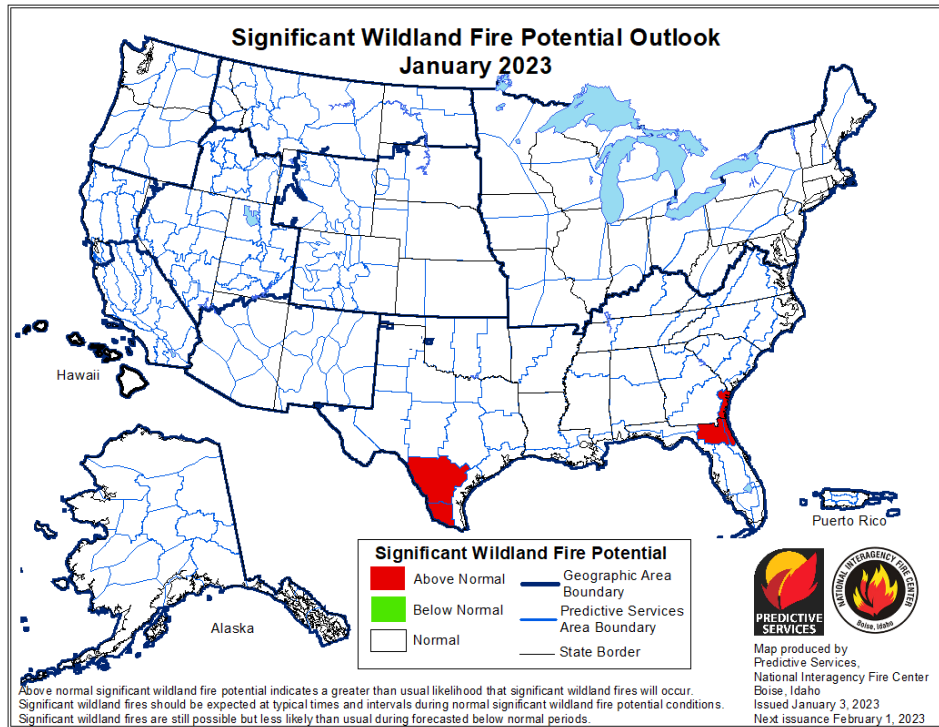 Significant Wildland Fire Potential Outlook
January 2023
Hawaii
Alaska
Puerto Rico
Significant Wildland Fire Potential
Above Normal
Below Normal
Normal
Geographic Area
Boundary
Predictive Services
Area Boundary
State Border
PREDICTIVE
SERVICES
NATIONAL INTERAGENCY FIRE CENTER
Boise, Idaho
Map produced by
Predictive Services,
National Interagency Fire Center
Boise, Idaho
Issued January 3, 2023
Next issuance February 1, 2023
Above normal significant wildland fire potential indicates a greater than usual likelihood that significant wildland fires will occur.
Significant wildland fires should be expected at typical times and intervals during normal significant wildland fire potential conditions.
Significant wildland fires are still possible but less likely than usual during forecasted below normal periods.